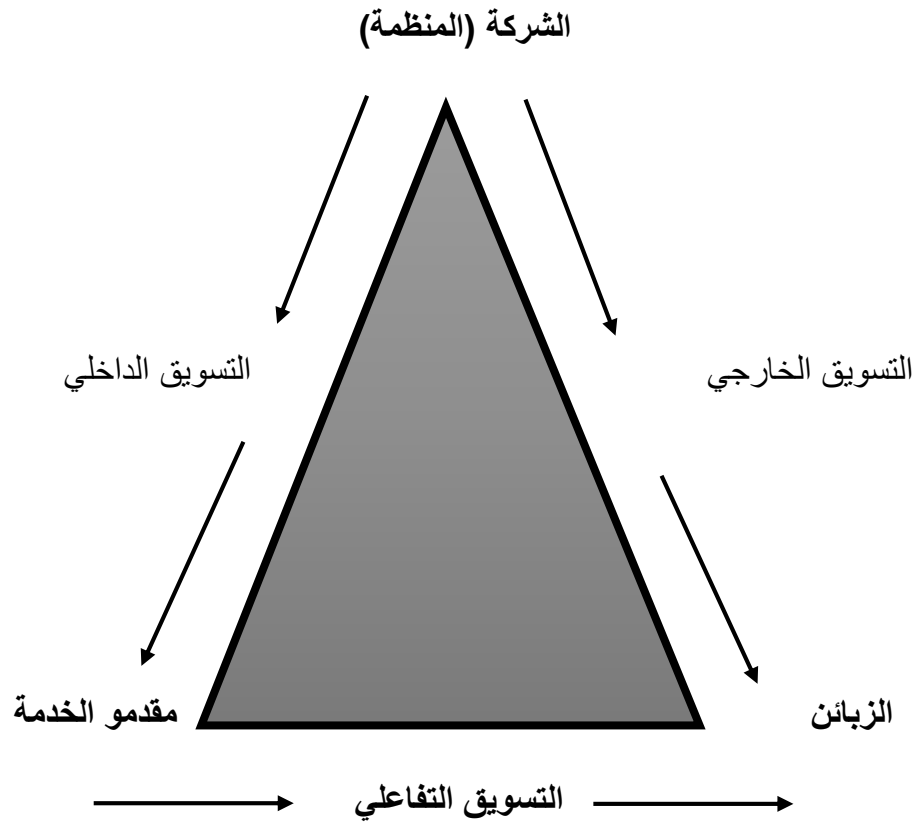 الشركة (المنظمة)
التسويق الخارجي
التسويق الداخلي
الزبائن
مقدمو الخدمة
التسويق التفاعلي